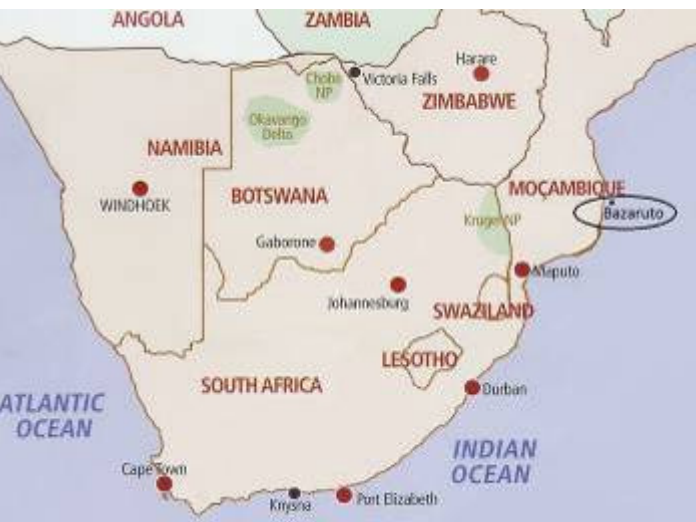 ANGOLA
ZAMBIA
Harare
Chobe
NP
Victoria Falls
ZIMBABWE
Okavango
Delta
NAMIBIA
MOÇAMBIQUE
BOTSWANA
WINDHOEK
Bazaruto
Kruger NP
Gaborone
Maputo
Johannesburg
SWAZILAND
LESOTHO
SOUTH AFRICA
Durban
ATLANTIC
OCEAN
INDIAN
OCEAN
Cape Town
Knysna
Port Elizabeth